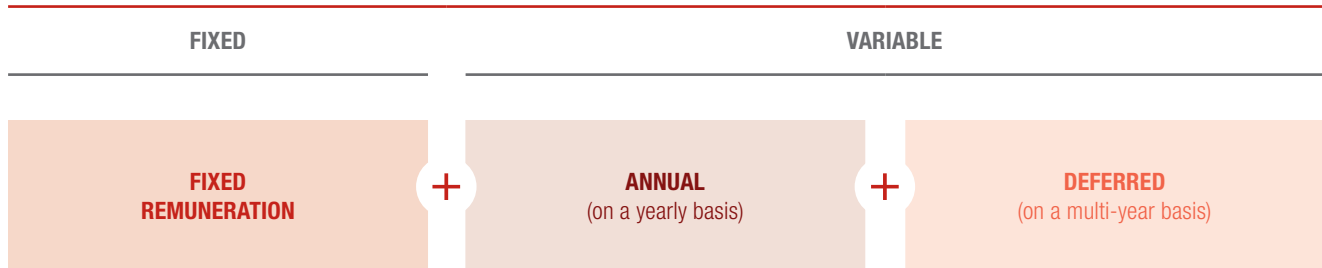 FIXED
VARIABLE
FIXED
REMUNERATION
+
ANNUAL
(on a yearly basis)
+
DEFERRED
(on a multi-year basis)